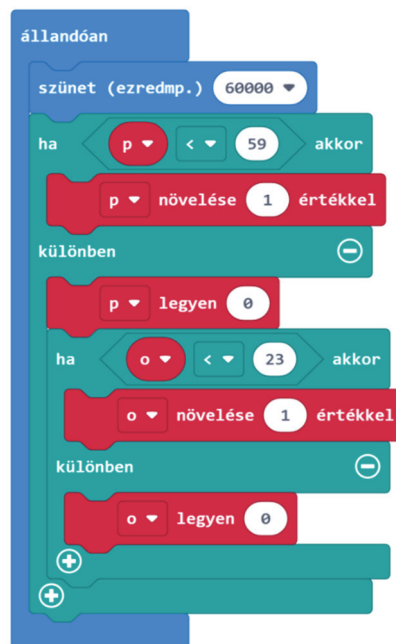 állandóan
szünet (ezredmp.) 60000
ha p < 59 akkor
p növelése 1 értékkel
különben
p legyen 0
ha o < 23 akkor
o növelése 1 értékkel
különben
o legyen 0